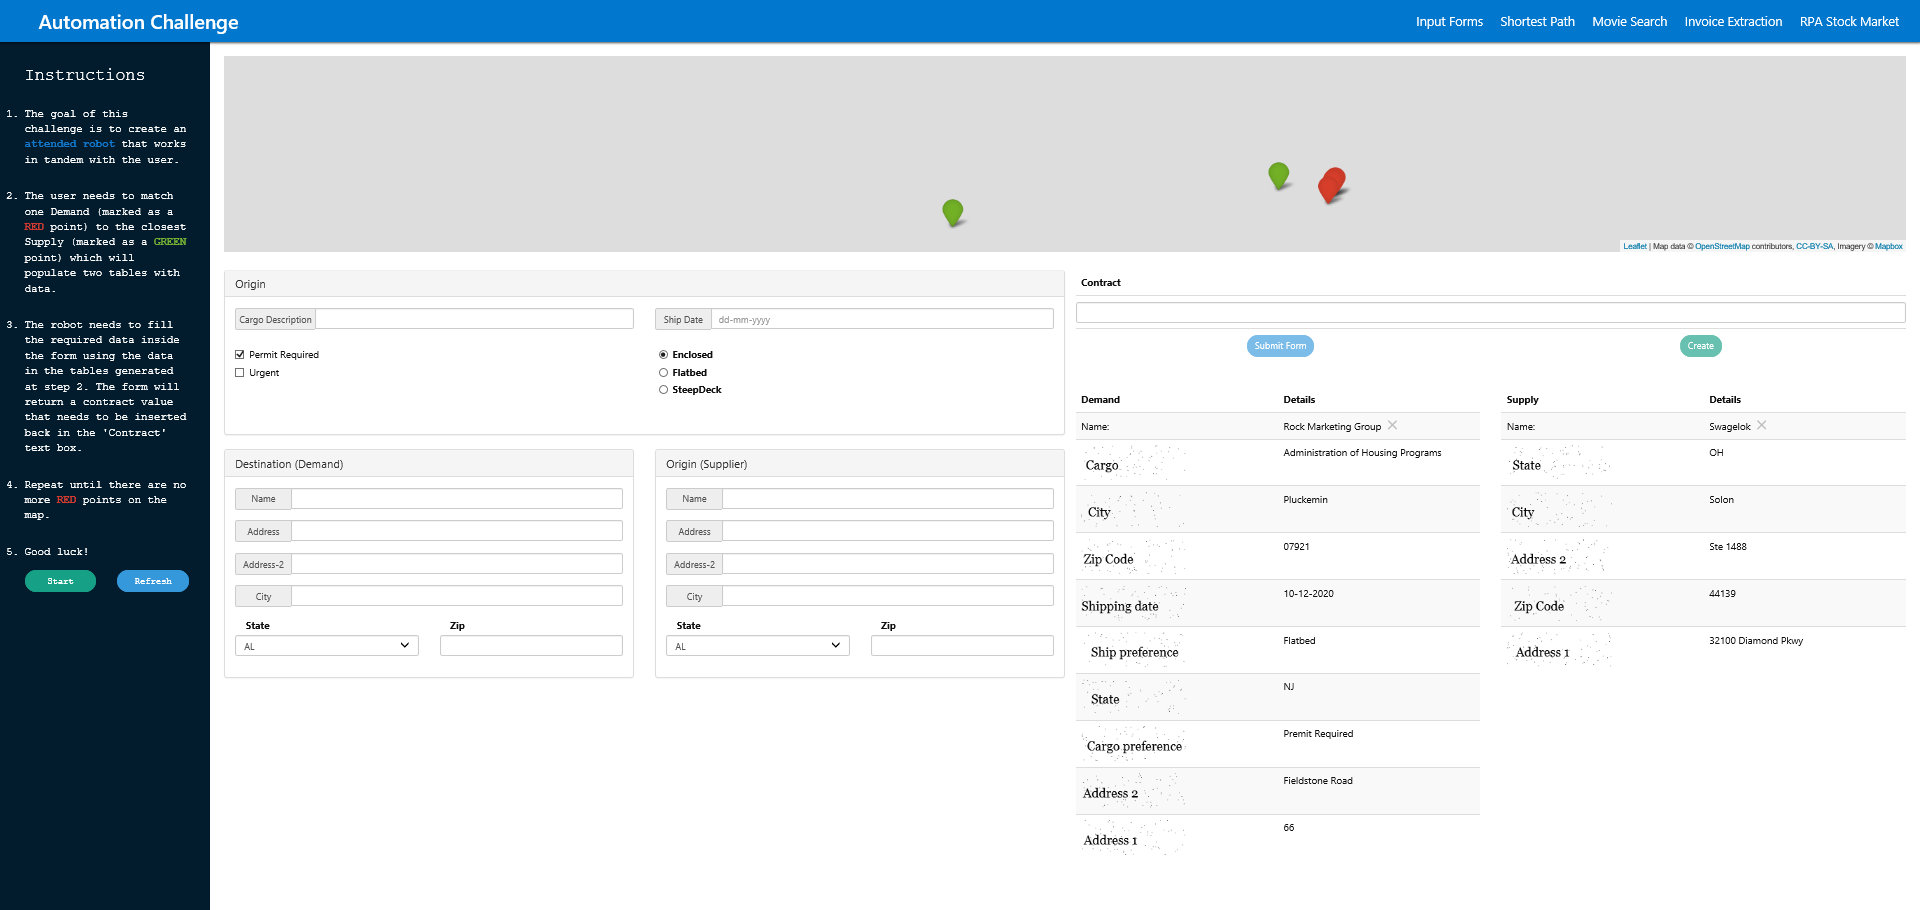 Automation Challenge
Input Forms Shortest Path Movie Search Invoice Extraction RPA Stock Market
Instructions
1. The goal of this
challenge is to create an
attended robot that works
in tandem with the user.
2. The user needs to match
one Demand (marked as a
RED point) to the closest
Supply (marked as a GREEN
point) which will
populate two tables with
data.
3. The robot needs to fill
the required data inside
the form using the data
in the tables generated
at step 2. The form will
return a contract value
that needs to be inserted
back in the 'Contract'
text box.
4. Repeat until there are no
more RED points on the
map.
5. Good luck!
Start Refresh
Leaflet | Map data © OpenStreetMap contributors, CC-BY-SA, Imagery © Mapbox
Origin
Cargo Description
Ship Date dd-mm-yyyy
Permit Required
Urgent
Enclosed
Flatbed
SteepDeck
Destination (Demand)
Name
Address
Address-2
City
State Zip
AL
Origin (Supplier)
Name
Address
Address-2
City
State Zip
AL
Contract
Submit Form Create
Demand Details
Name: Rock Marketing Group
Cargo Administration of Housing Programs
City Pluckemin
Zip Code 07921
Shipping date 10-12-2020
Ship preference Flatbed
State NJ
Cargo preference Premit Required
Address 2 Fieldstone Road
Address 1 66
Supply Details
Name: Swagelok
State OH
City Solon
Address 2 Ste 1488
Zip Code 44139
Address 1 32100 Diamond Pkwy